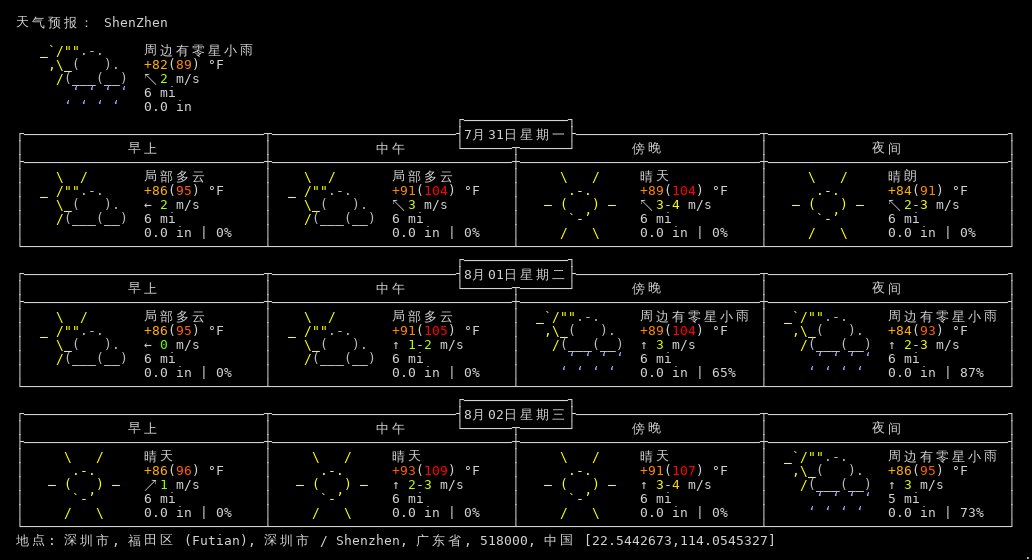 天气预报： ShenZhen
周边有零星小雨
+82(89) °F
↖2 m/s
6 mi
0.0 in
7月31日星期一
早上 中午 傍晚 夜间
局部多云 局部多云 晴天 晴朗
+86(95) °F +91(104) °F +89(104) °F +84(91) °F
← 2 m/s ↖3 m/s ↖3-4 m/s ↖2-3 m/s
6 mi 6 mi 6 mi 6 mi
0.0 in | 0% 0.0 in | 0% 0.0 in | 0% 0.0 in | 0%
8月01日星期二
早上 中午 傍晚 夜间
局部多云 局部多云 周边有零星小雨 周边有零星小雨
+86(95) °F +91(105) °F +89(104) °F +84(93) °F
← 0 m/s ↑ 1-2 m/s ↑ 3 m/s ↑ 2-3 m/s
6 mi 6 mi 6 mi 6 mi
0.0 in | 0% 0.0 in | 0% 0.0 in | 65% 0.0 in | 87%
8月02日星期三
早上 中午 傍晚 夜间
晴天 晴天 晴天 周边有零星小雨
+86(96) °F +93(109) °F +91(107) °F +86(95) °F
↗1 m/s ↑ 2-3 m/s ↑ 3-4 m/s ↑ 3 m/s
6 mi 6 mi 6 mi 5 mi
0.0 in | 0% 0.0 in | 0% 0.0 in | 0% 0.0 in | 73%
地点: 深圳市, 福田区 (Futian), 深圳市 / Shenzhen, 广东省, 518000, 中国 [22.5442673,114.0545327]